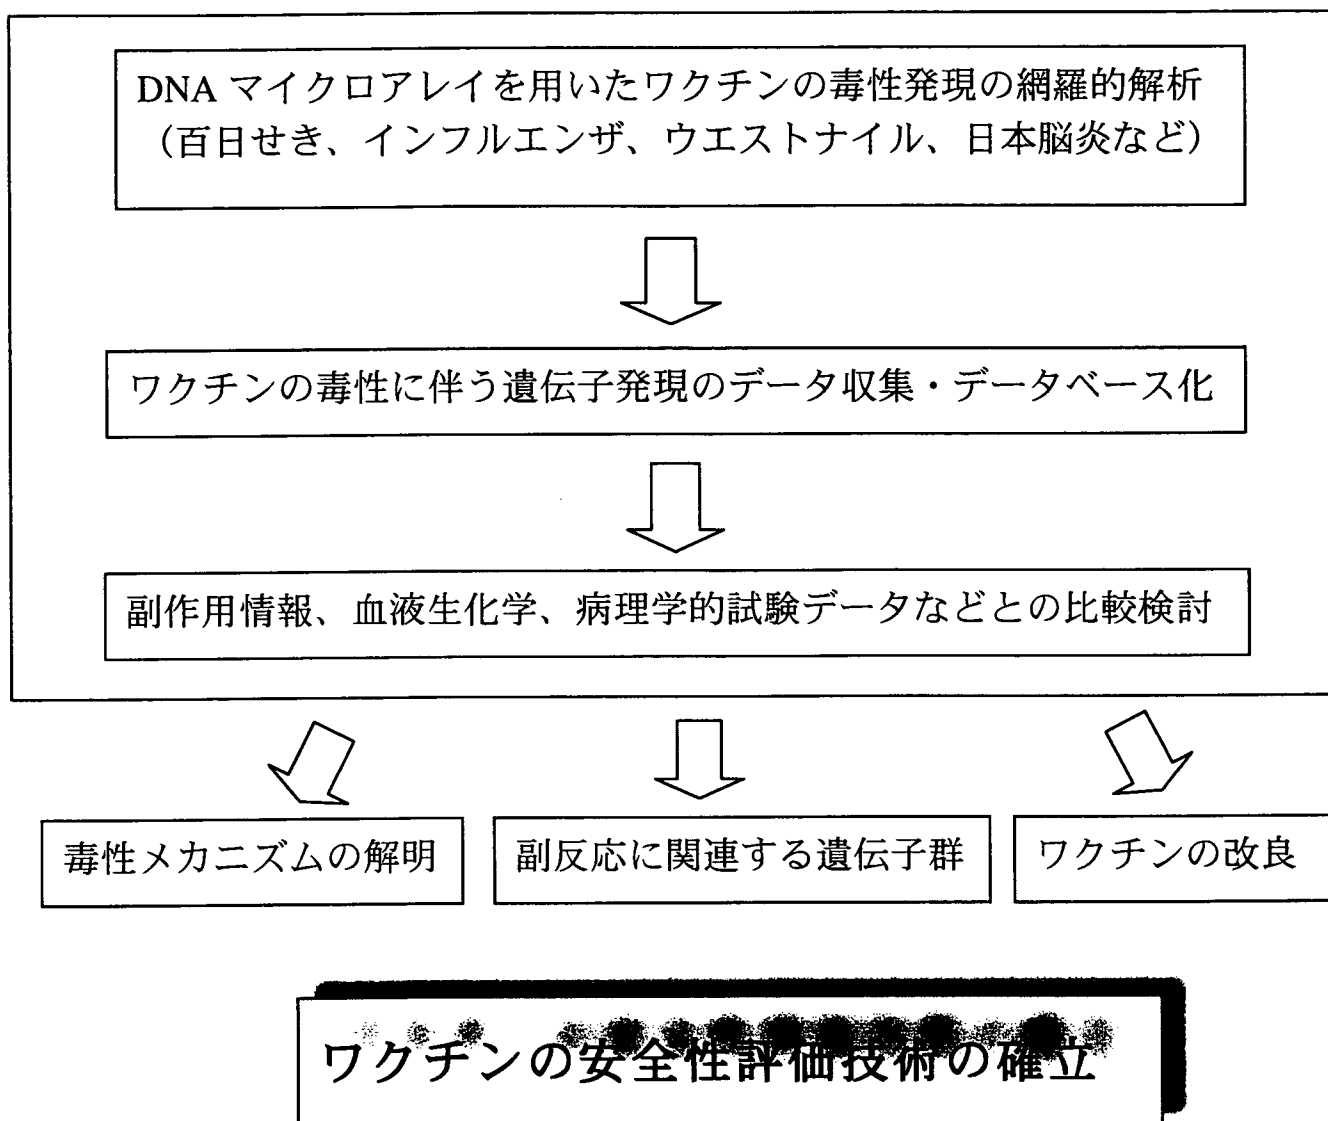 DNA マイクロアレイを用いたワクチンの毒性発現の網羅的解析
（百日せき、インフルエンザ、ウエストナイル、日本脳炎など）
ワクチンの毒性に伴う遺伝子発現のデータ収集・データベース化
副作用情報、血液生化学、病理学的試験データなどとの比較検討
毒性メカニズムの解明
副反応に関連する遺伝子群
ワクチンの改良
ワクチンの安全性評価技術の確立